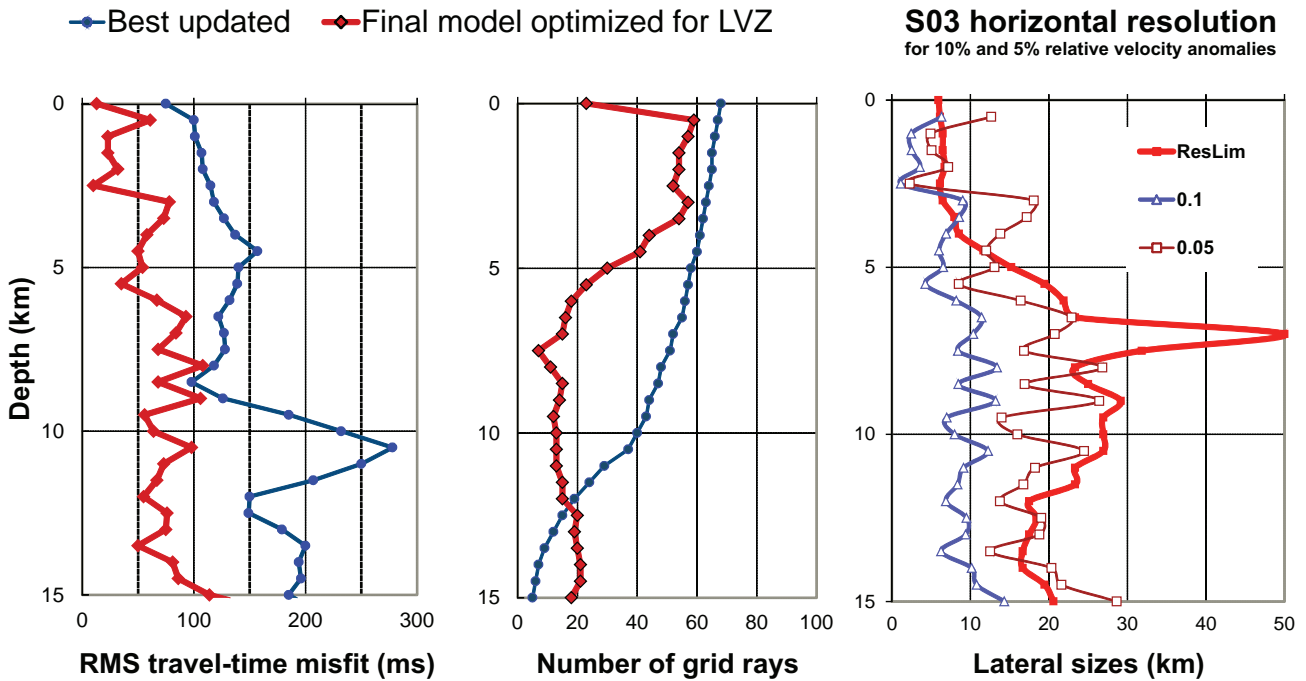 Best updated
Final model optimized for LVZ
S03 horizontal resolution
for 10% and 5% relative velocity anomalies
0
5
10
15
Depth (km)
0 100 200 300
RMS travel-time misfit (ms)
0
5
10
15
0 20 40 60 80 100
Number of grid rays
ResLim
0.1
0.05
0
5
10
15
0 10 20 30 40 50
Lateral sizes (km)